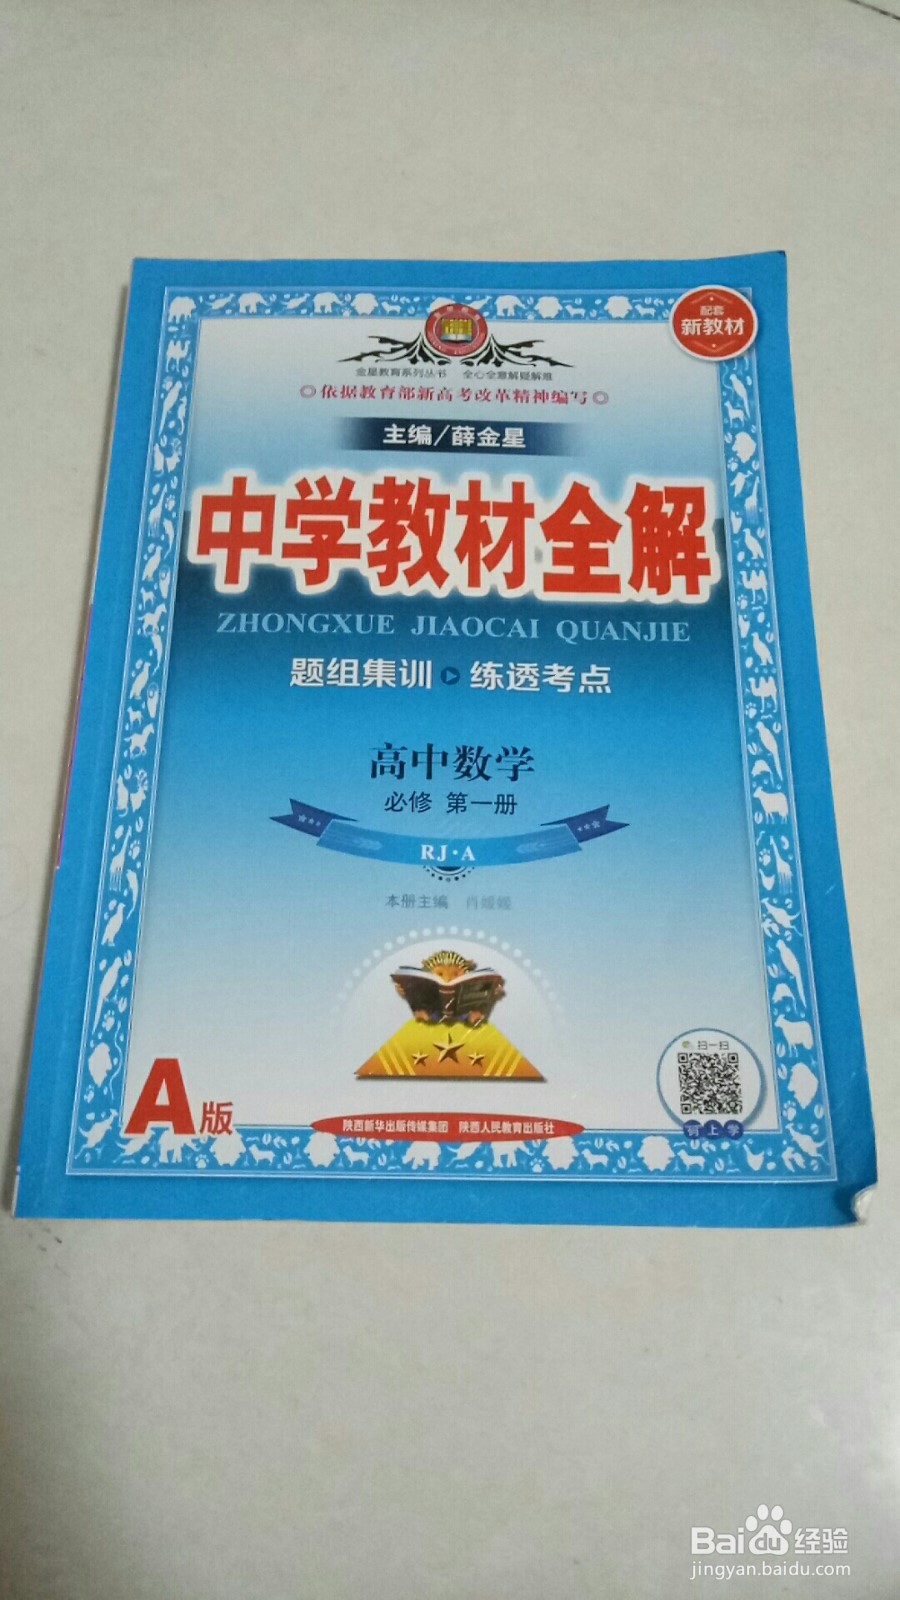 配套
新教材
金星教育系列丛书 全心全意解疑解难
◎依据教育部新高考改革精神编写◎
主编/薛金星
中学教材全解
ZHONGXUE JIAOCAI QUANJIE
题组集训 练透考点
高中数学
必修 第一册
RJ·A
本册主编 肖媛媛
扫一扫
A版
陕西新华出版传媒集团 陕西人民教育出版社
Bai经验
jingyan.baidu.com